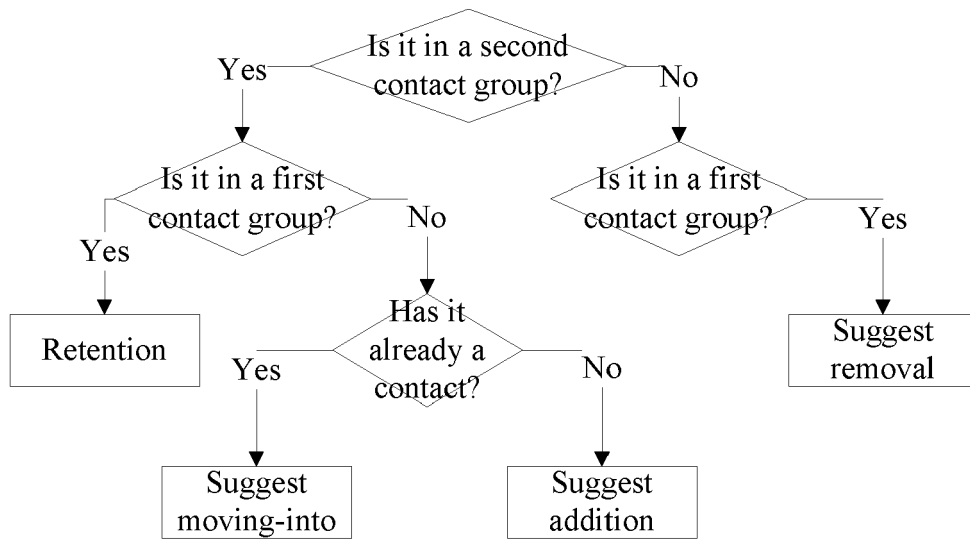 Is it in a second
contact group?
Yes
No
Is it in a first
contact group?
Is it in a first
contact group?
Yes
No
Yes
Retention
Has it
already a
contact?
Suggest
removal
Yes
No
Suggest
moving-into
Suggest
addition